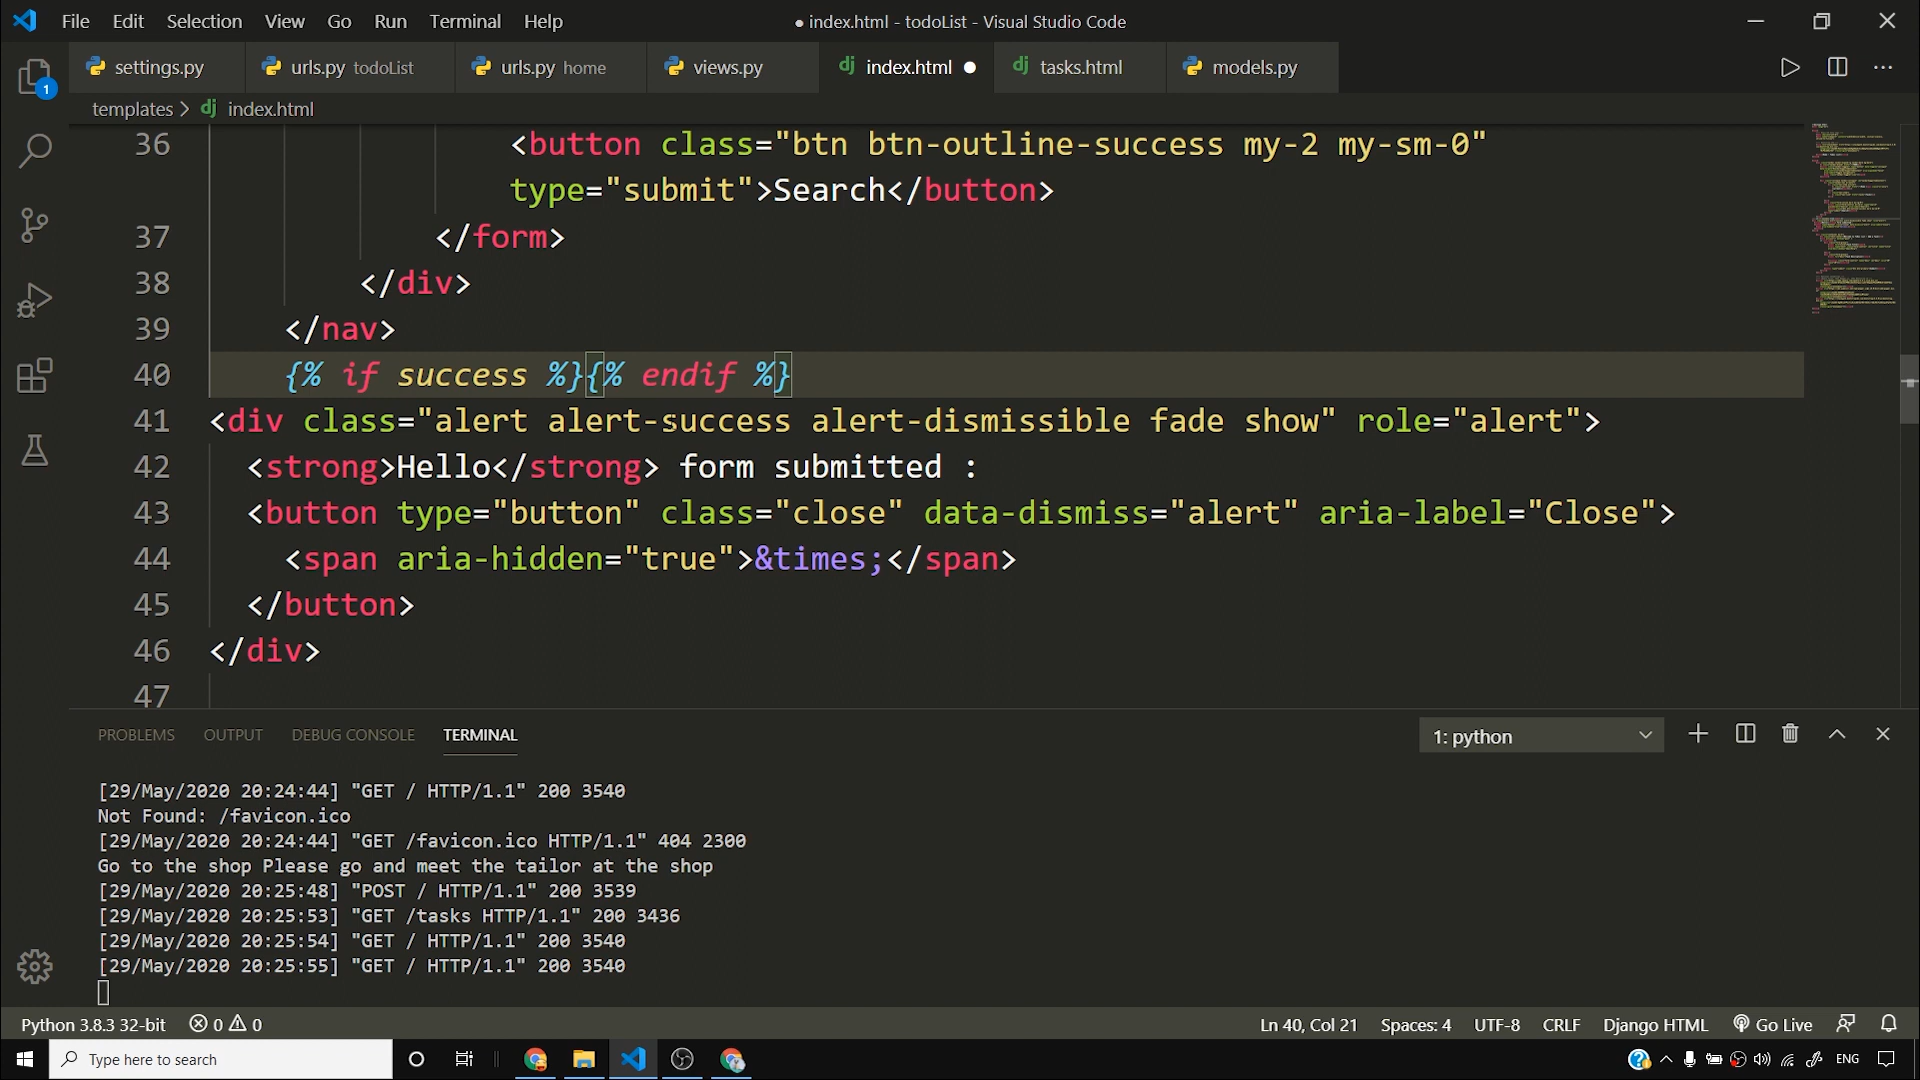 File Edit Selection View Go Run Terminal Help
● index.html - todoList - Visual Studio Code
settings.py
urls.py todoList
urls.py home
views.py
dj index.html ●
dj tasks.html
models.py
1
templates > dj index.html
36 <button class="btn btn-outline-success my-2 my-sm-0"
type="submit">Search</button>
37 </form>
38 </div>
39 </nav>
40 {% if success %}{% endif %}
41 <div class="alert alert-success alert-dismissible fade show" role="alert">
42 <strong>Hello</strong> form submitted :
43 <button type="button" class="close" data-dismiss="alert" aria-label="Close">
44 <span aria-hidden="true">&times;</span>
45 </button>
46 </div>
47
PROBLEMS OUTPUT DEBUG CONSOLE TERMINAL
1: python
[29/May/2020 20:24:44] "GET / HTTP/1.1" 200 3540
Not Found: /favicon.ico
[29/May/2020 20:24:44] "GET /favicon.ico HTTP/1.1" 404 2300
Go to the shop Please go and meet the tailor at the shop
[29/May/2020 20:25:48] "POST / HTTP/1.1" 200 3539
[29/May/2020 20:25:53] "GET /tasks HTTP/1.1" 200 3436
[29/May/2020 20:25:54] "GET / HTTP/1.1" 200 3540
[29/May/2020 20:25:55] "GET / HTTP/1.1" 200 3540
Python 3.8.3 32-bit 0 0
Ln 40, Col 21 Spaces: 4 UTF-8 CRLF Django HTML Go Live
Type here to search
ENG